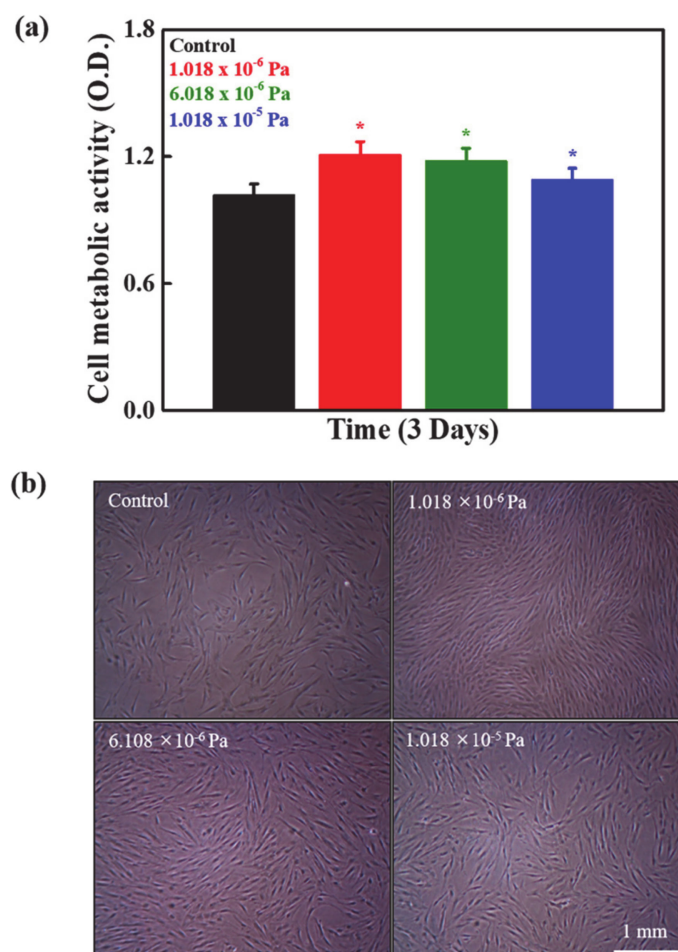 (a)
Cell metabolic activity (O.D.)
1.8
1.2
0.6
0.0
Control
1.018 x 10⁻⁶ Pa
6.018 x 10⁻⁶ Pa
1.018 x 10⁻⁵ Pa
* * *
Time (3 Days)
(b)
Control
1.018 ×10⁻⁶ Pa
6.108 ×10⁻⁶ Pa
1.018 ×10⁻⁵ Pa
1 mm